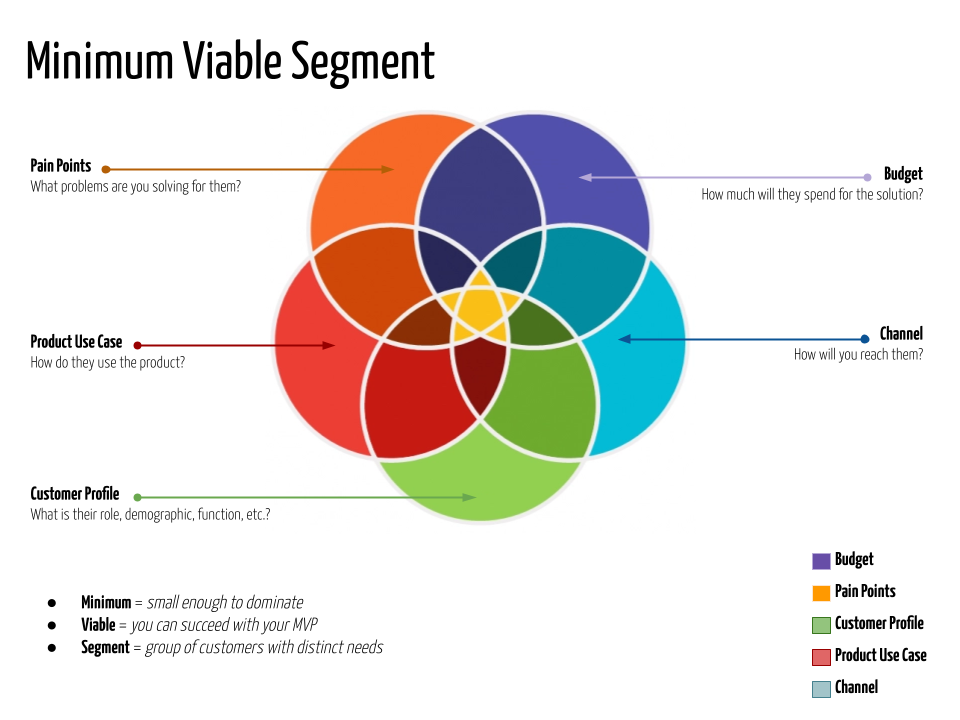 Minimum Viable Segment
Pain Points
What problems are you solving for them?
Budget
How much will they spend for the solution?
Product Use Case
How do they use the product?
Channel
How will you reach them?
Customer Profile
What is their role, demographic, function, etc.?
● Minimum = small enough to dominate
● Viable = you can succeed with your MVP
● Segment = group of customers with distinct needs
Budget
Pain Points
Customer Profile
Product Use Case
Channel